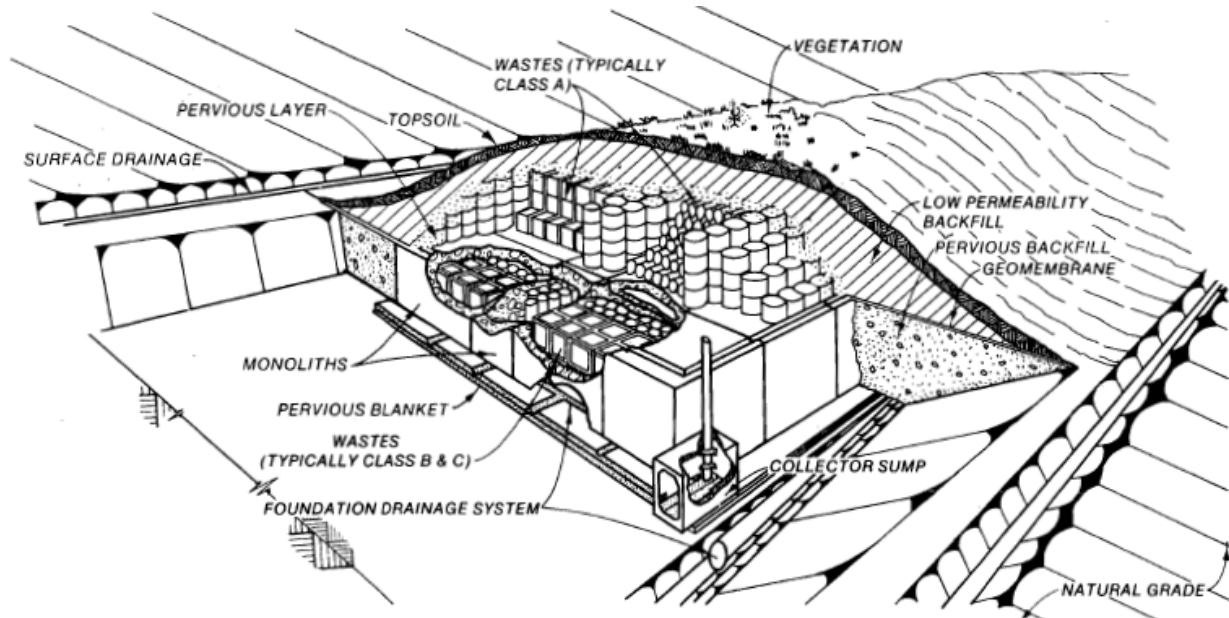 VEGETATION
WASTES (TYPICALLY
CLASS A)
PERVIOUS LAYER
TOPSOIL
SURFACE DRAINAGE
LOW PERMEABILITY
BACKFILL
PERVIOUS BACKFILL
GEOMEMBRANE
MONOLITHS
PERVIOUS BLANKET
WASTES
(TYPICALLY CLASS B & C)
COLLECTOR SUMP
FOUNDATION DRAINAGE SYSTEM
NATURAL GRADE